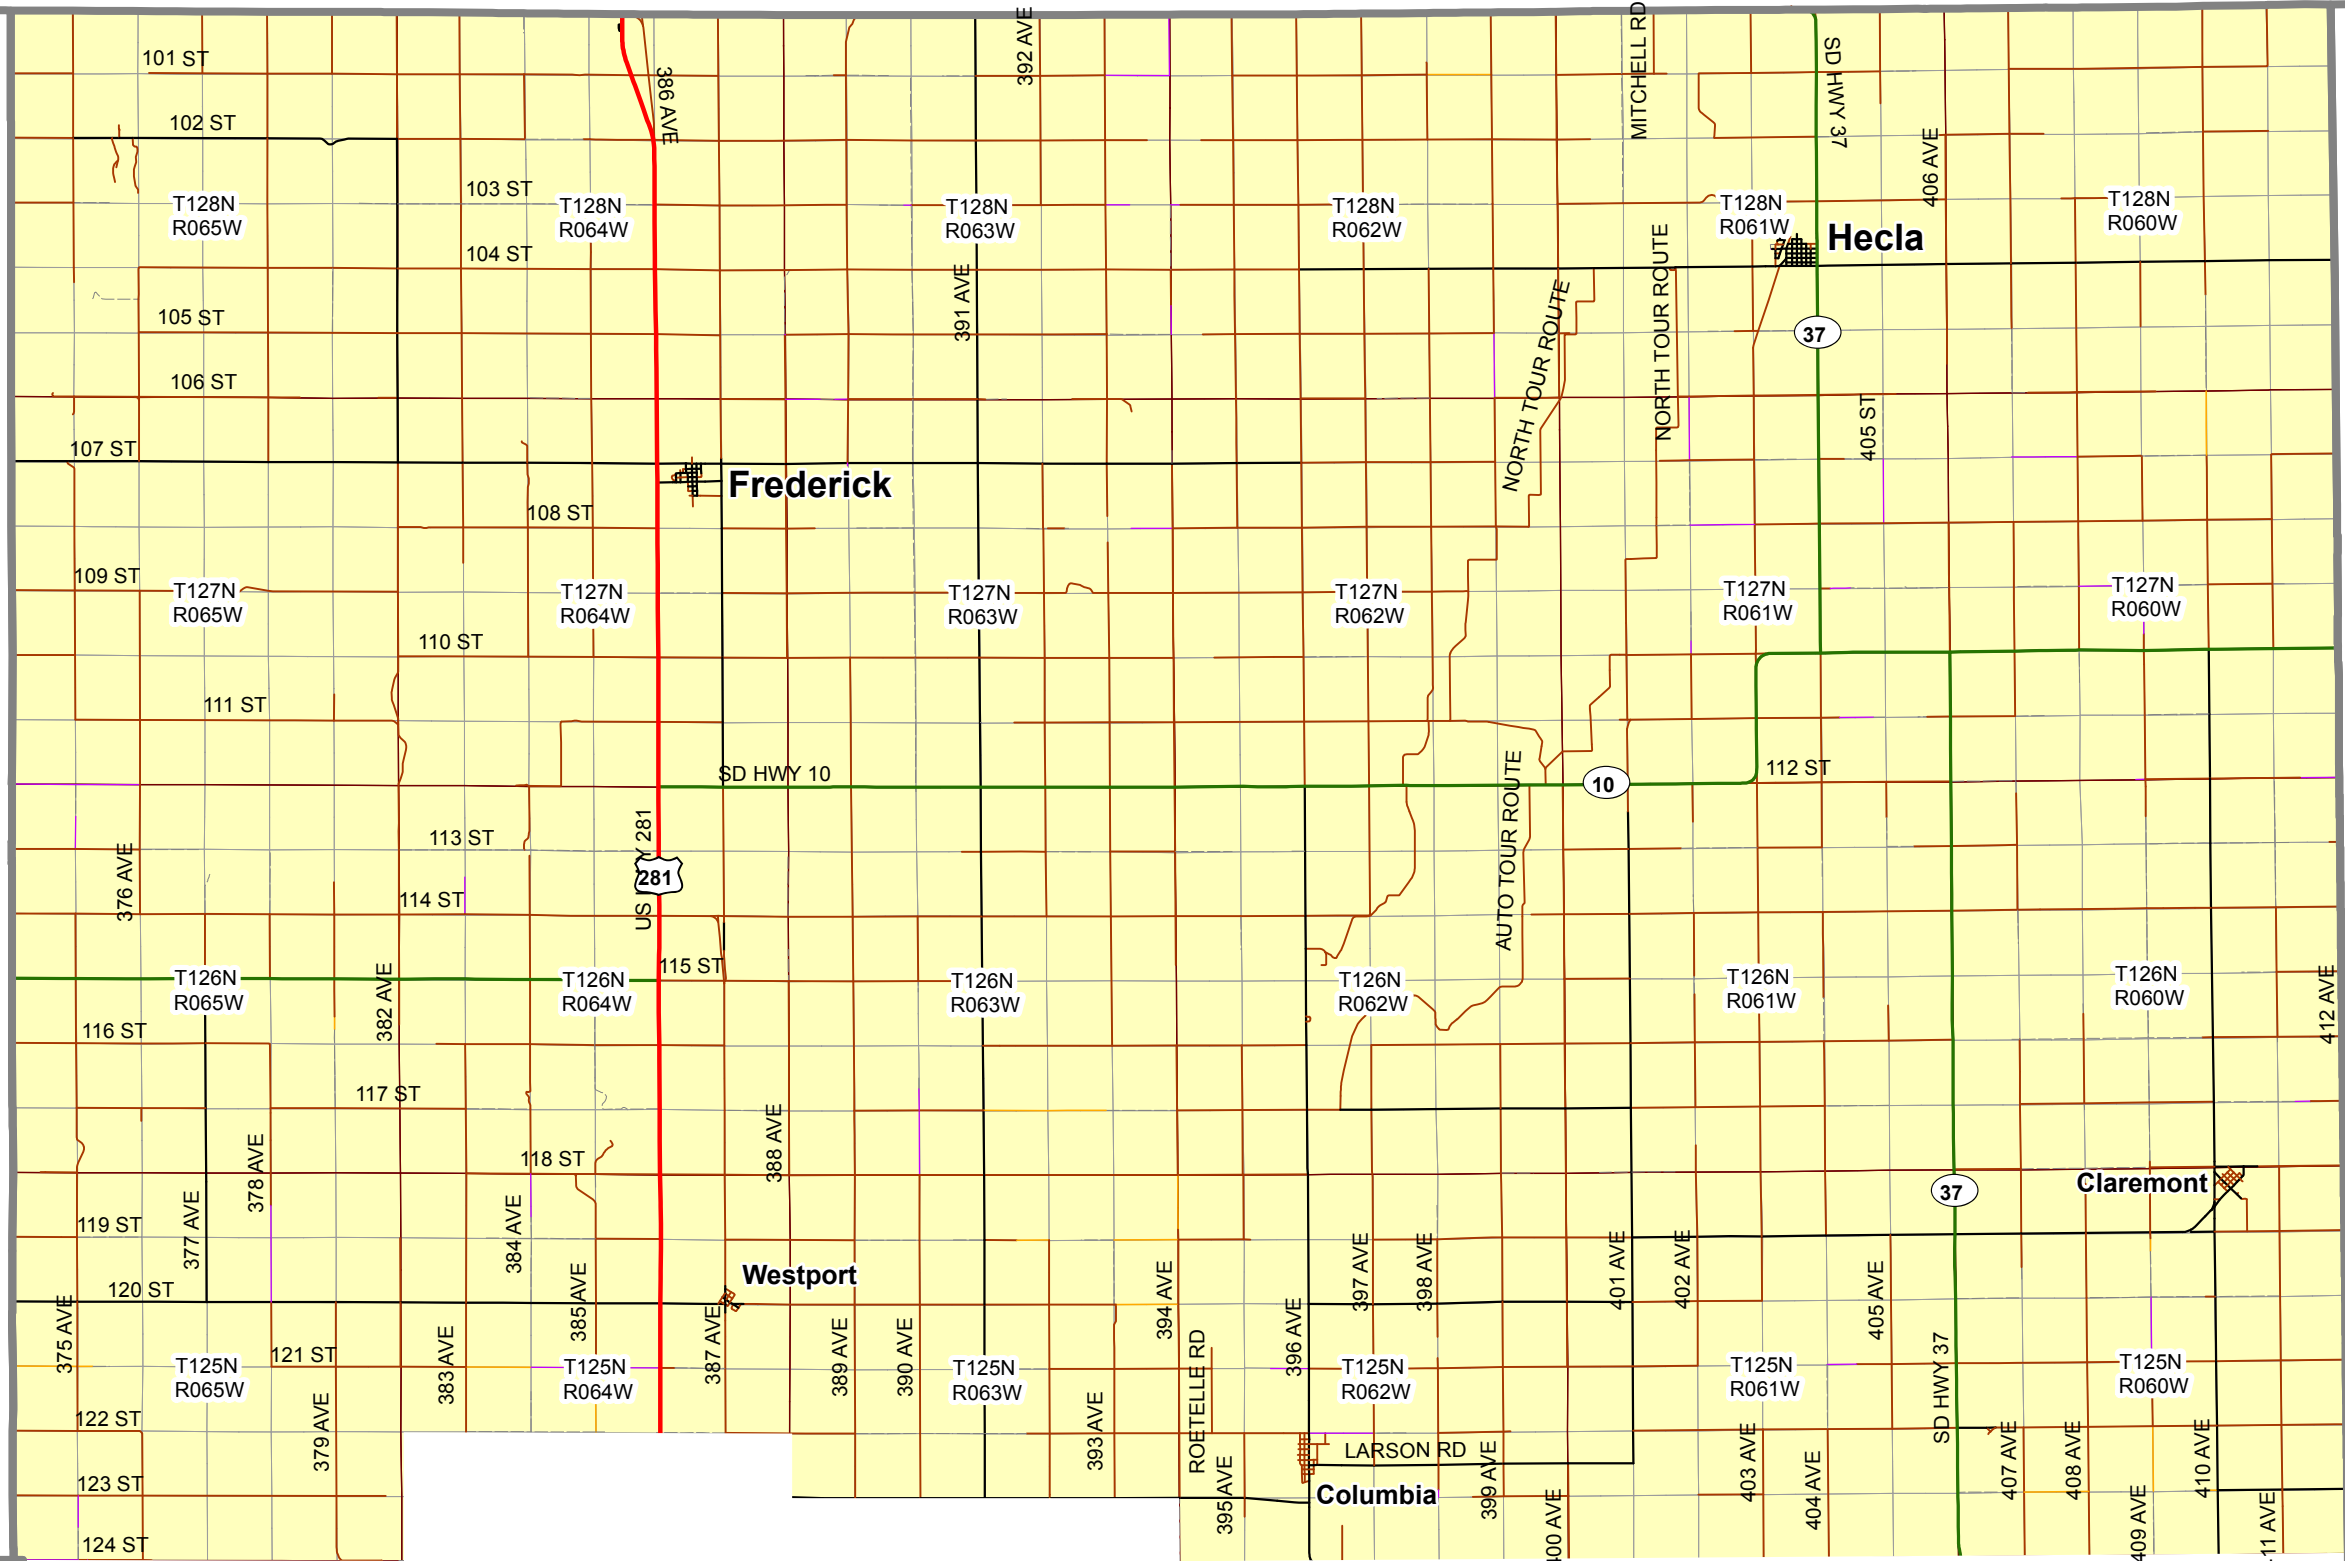 392 AVE
MITCHELL RD
SD HWY 37
101 ST
386 AVE
102 ST
406 AVE
103 ST
T128N
R065W
T128N
R064W
T128N
R063W
T128N
R062W
T128N
R061W
T128N
R060W
Hecla
104 ST
391 AVE
NORTH TOUR ROUTE
NORTH TOUR ROUTE
105 ST
37
106 ST
405 ST
107 ST
Frederick
108 ST
109 ST
T127N
R065W
T127N
R064W
T127N
R063W
T127N
R062W
T127N
R061W
T127N
R060W
110 ST
111 ST
SD HWY 10
112 ST
10
AUTO TOUR ROUTE
113 ST
US
Y 281
281
376 AVE
114 ST
115 ST
T126N
R065W
T126N
R064W
T126N
R063W
T126N
R062W
T126N
R061W
T126N
R060W
382 AVE
412 AVE
116 ST
117 ST
388 AVE
378 AVE
118 ST
Claremont
37
377 AVE
384 AVE
119 ST
397 AVE
398 AVE
401 AVE
402 AVE
Westport
385 AVE
394 AVE
405 AVE
120 ST
375 AVE
387 AVE
396 AVE
383 AVE
389 AVE
390 AVE
ROETELLE RD
SD HWY 37
121 ST
T125N
R065W
T125N
R064W
T125N
R063W
T125N
R062W
T125N
R061W
T125N
R060W
379 AVE
393 AVE
122 ST
LARSON RD
399 AVE
403 AVE
404 AVE
407 AVE
408 AVE
410 AVE
123 ST
395 AVE
Columbia
400 AVE
409 AVE
11 AVE
124 ST